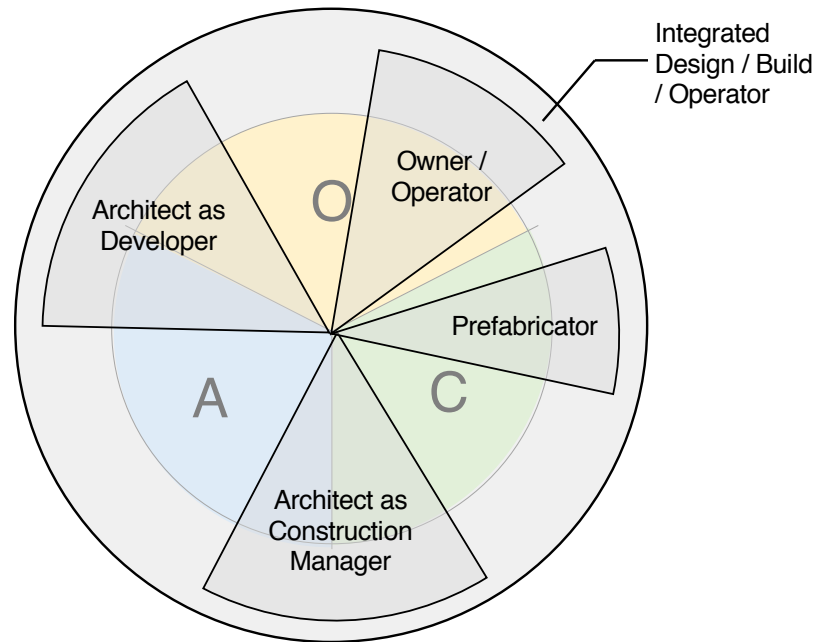 Integrated
Design / Build
/ Operator
Owner /
Operator
O
Architect as
Developer
Prefabricator
A
C
Architect as
Construction
Manager